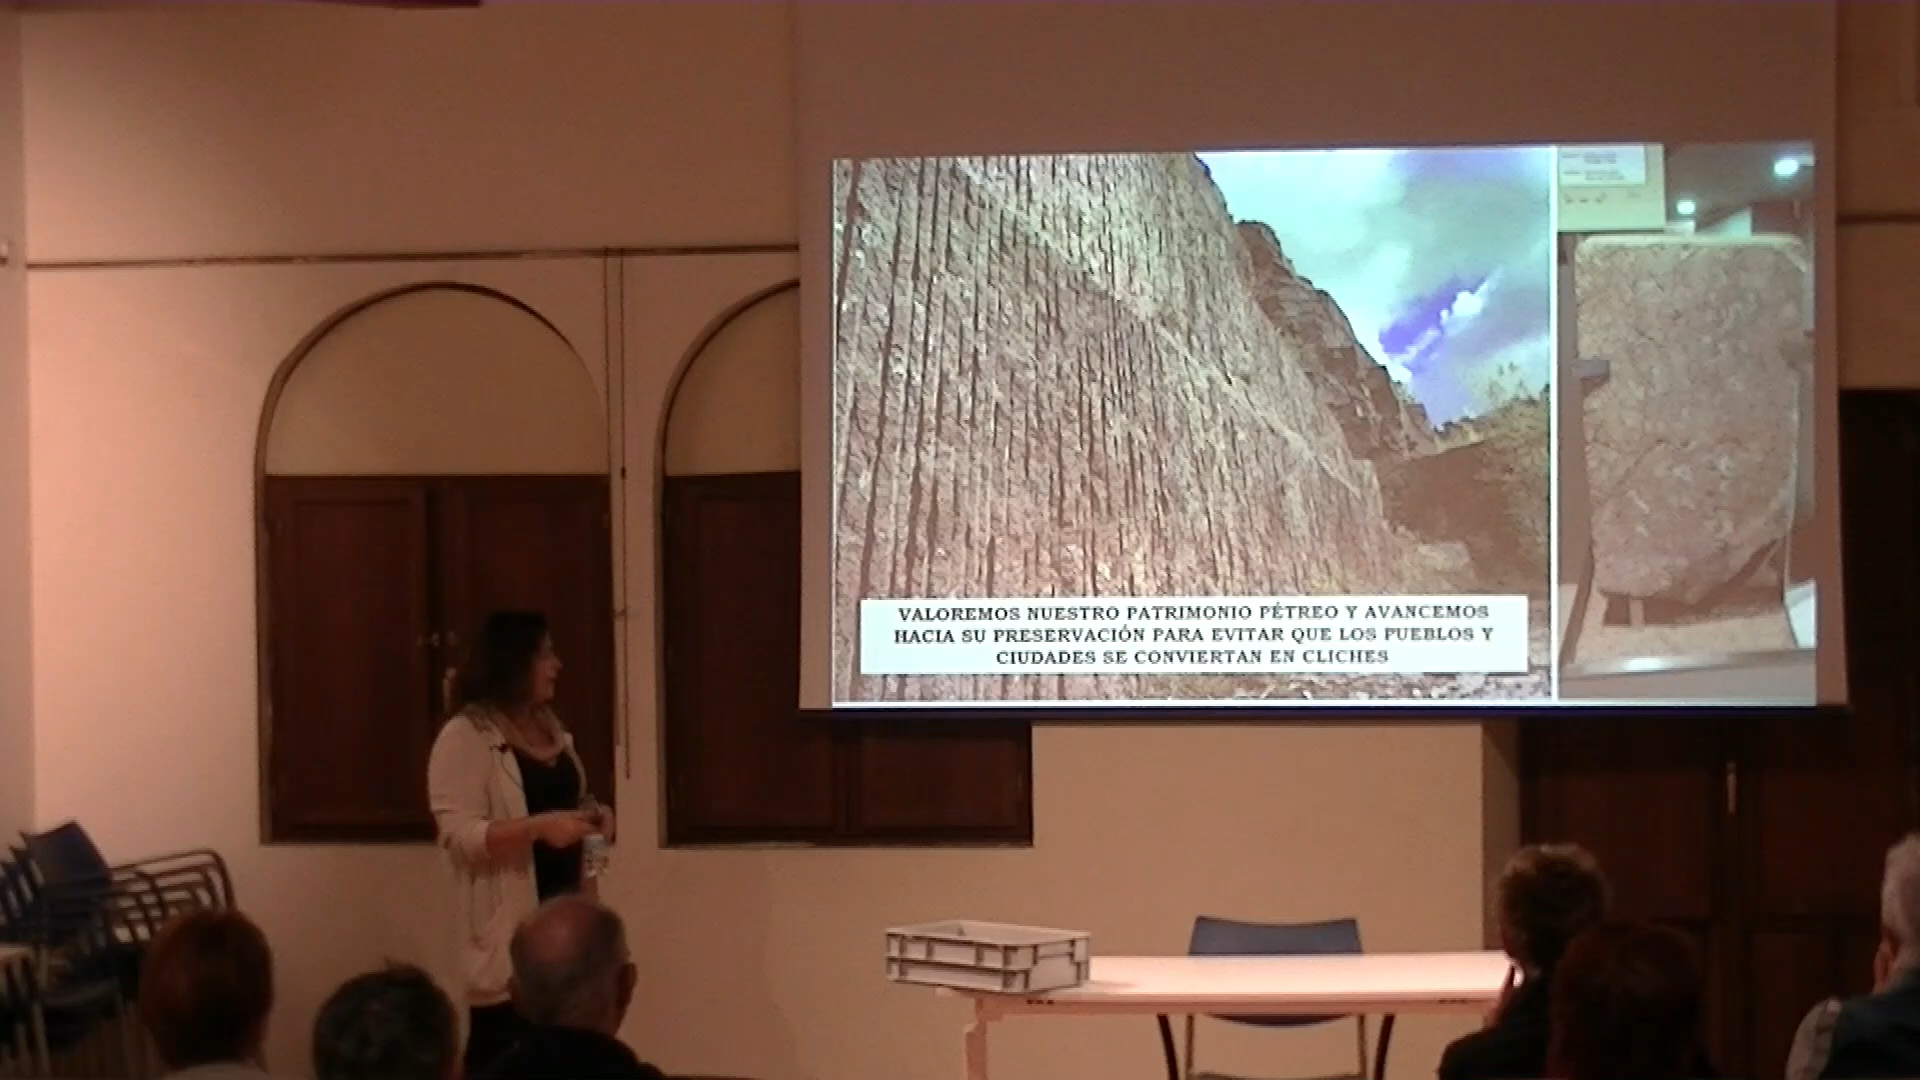 VALOREMOS NUESTRO PATRIMONIO PÉTREO Y AVANCEMOS
HACIA SU PRESERVACIÓN PARA EVITAR QUE LOS PUEBLOS Y
CIUDADES SE CONVIERTAN EN CLICHES